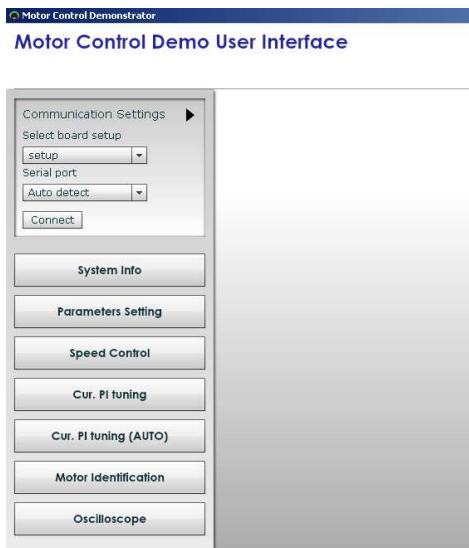 Motor Control Demonstrator
Motor Control Demo User Interface
Communication Settings
Select board setup
setup
Serial port
Auto detect
Connect
System Info
Parameters Setting
Speed Control
Cur. PI tuning
Cur. PI tuning (AUTO)
Motor Identification
Oscilloscope